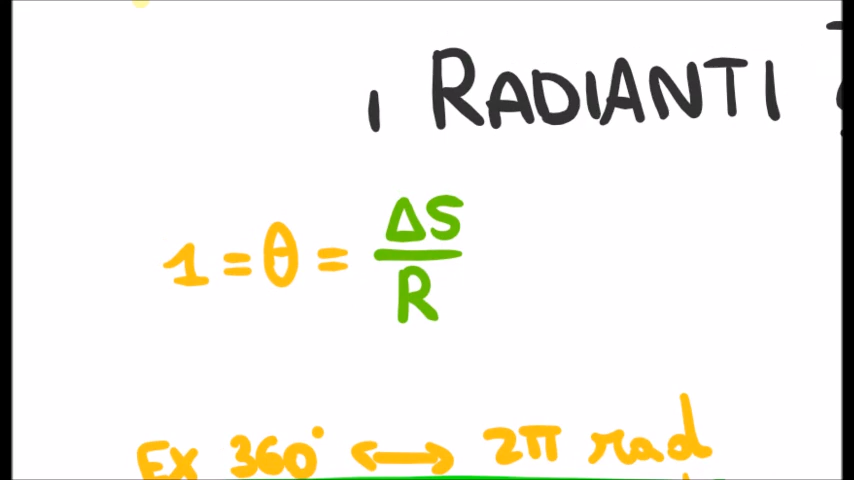 I RADIANTI
1 = θ = ΔS
R
Ex 360° ↔ 2π rad